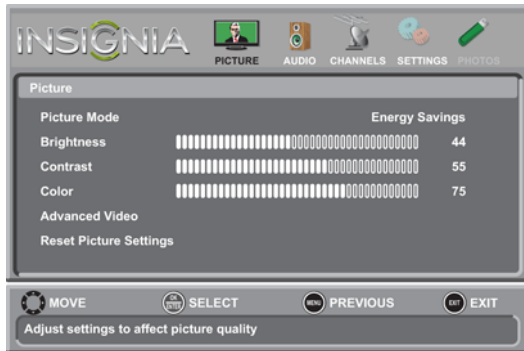 INSIGNIA
PICTURE AUDIO CHANNELS SETTINGS PHOTOS
Picture
Picture Mode Energy Savings
Brightness 44
Contrast 55
Color 75
Advanced Video
Reset Picture Settings
MOVE OK ENTER SELECT MENU PREVIOUS EXIT EXIT
Adjust settings to affect picture quality